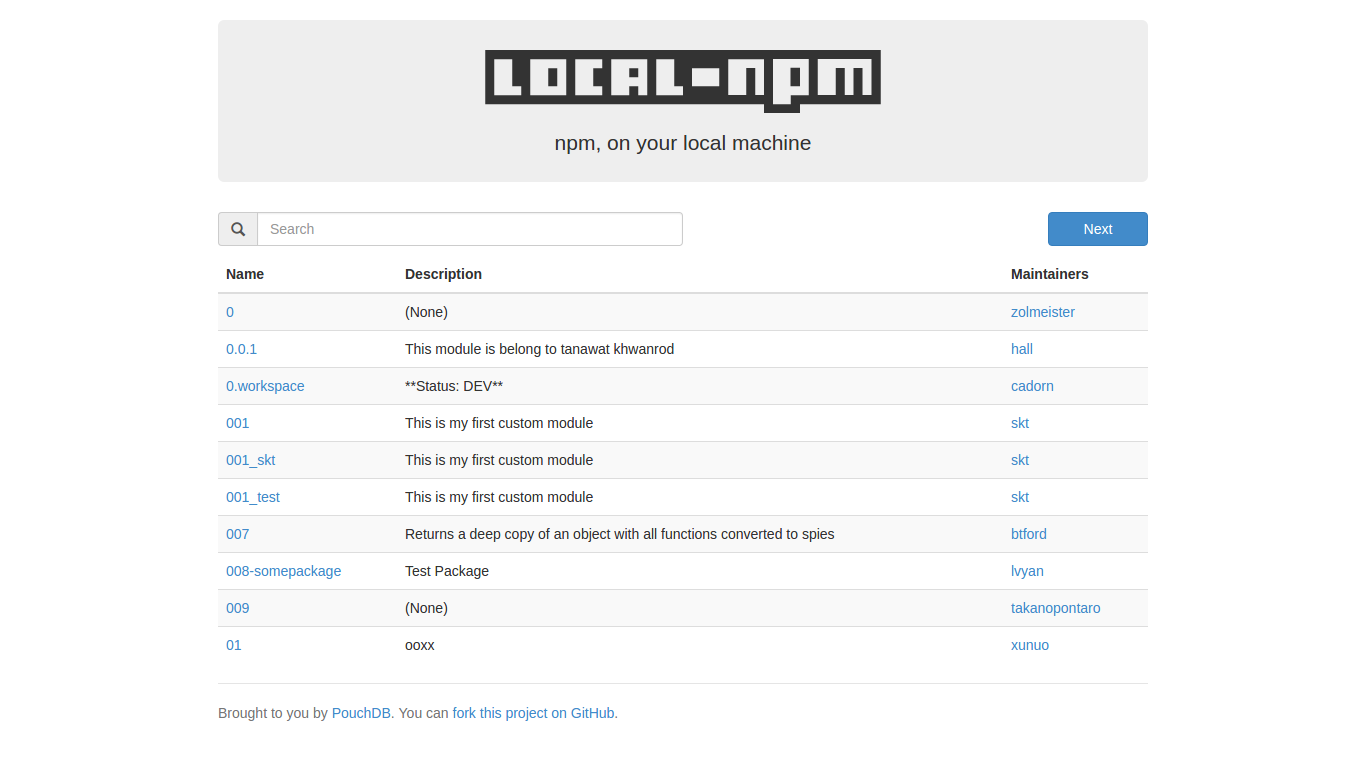 LOCAL-NPM
npm, on your local machine
Search
Next
Name Description Maintainers
0 (None) zolmeister
0.0.1 This module is belong to tanawat khwanrod hall
0.workspace **Status: DEV** cadorn
001 This is my first custom module skt
001_skt This is my first custom module skt
001_test This is my first custom module skt
007 Returns a deep copy of an object with all functions converted to spies btford
008-somepackage Test Package lvyan
009 (None) takanopontaro
01 ooxx xunuo
Brought to you by PouchDB. You can fork this project on GitHub.